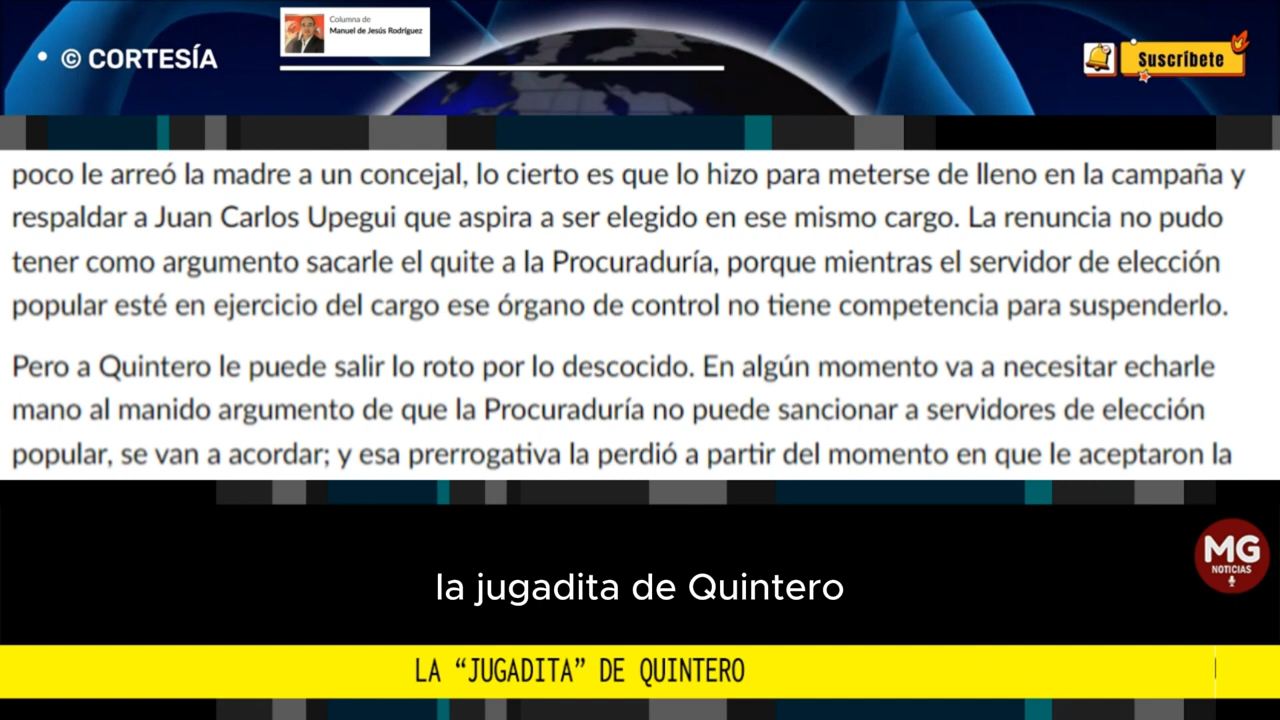 • © CORTESÍA
Columna de
Manuel de Jesús Rodríguez
Suscríbete
poco le arreó la madre a un concejal, lo cierto es que lo hizo para meterse de lleno en la campaña y
respaldar a Juan Carlos Upegui que aspira a ser elegido en ese mismo cargo. La renuncia no pudo
tener como argumento sacarle el quite a la Procuraduría, porque mientras el servidor de elección
popular esté en ejercicio del cargo ese órgano de control no tiene competencia para suspenderlo.
Pero a Quintero le puede salir lo roto por lo descocido. En algún momento va a necesitar echarle
mano al manido argumento de que la Procuraduría no puede sancionar a servidores de elección
popular, se van a acordar; y esa prerrogativa la perdió a partir del momento en que le aceptaron la
MG
NOTICIAS
la jugadita de Quintero
LA “JUGADITA” DE QUINTERO